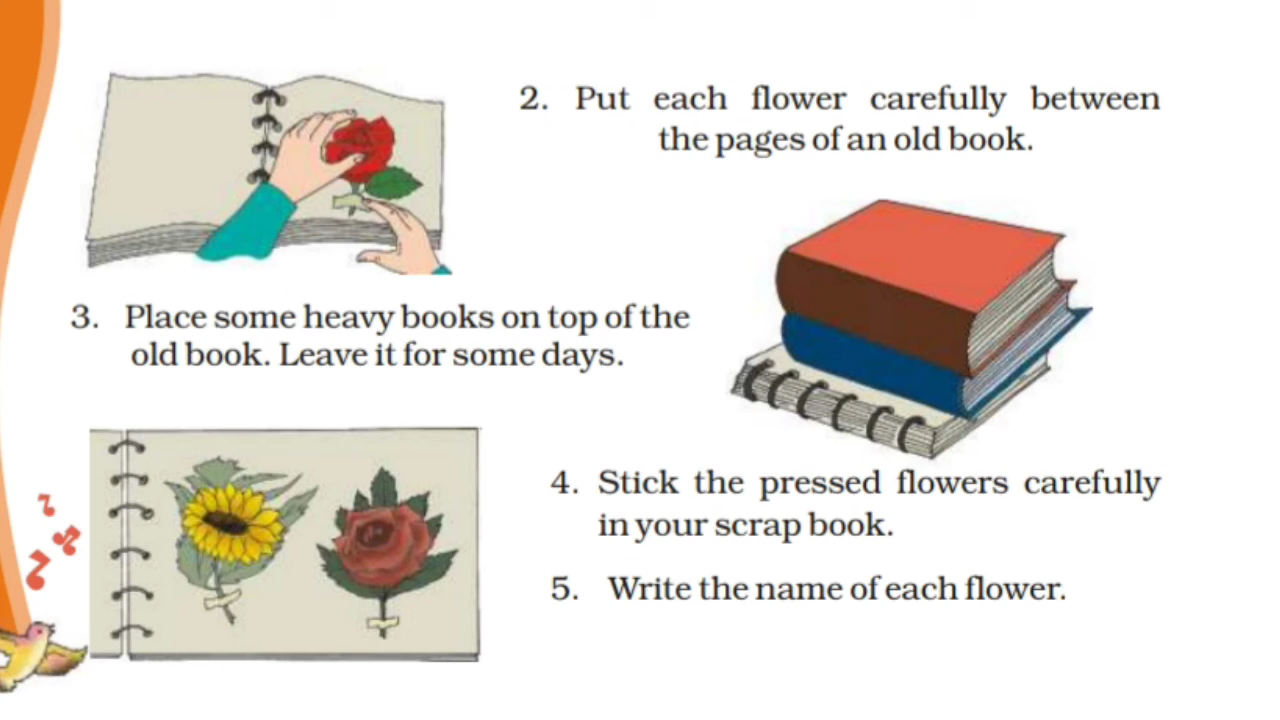 2. Put each flower carefully between
the pages of an old book.
3. Place some heavy books on top of the
old book. Leave it for some days.
4. Stick the pressed flowers carefully
in your scrap book.
5. Write the name of each flower.